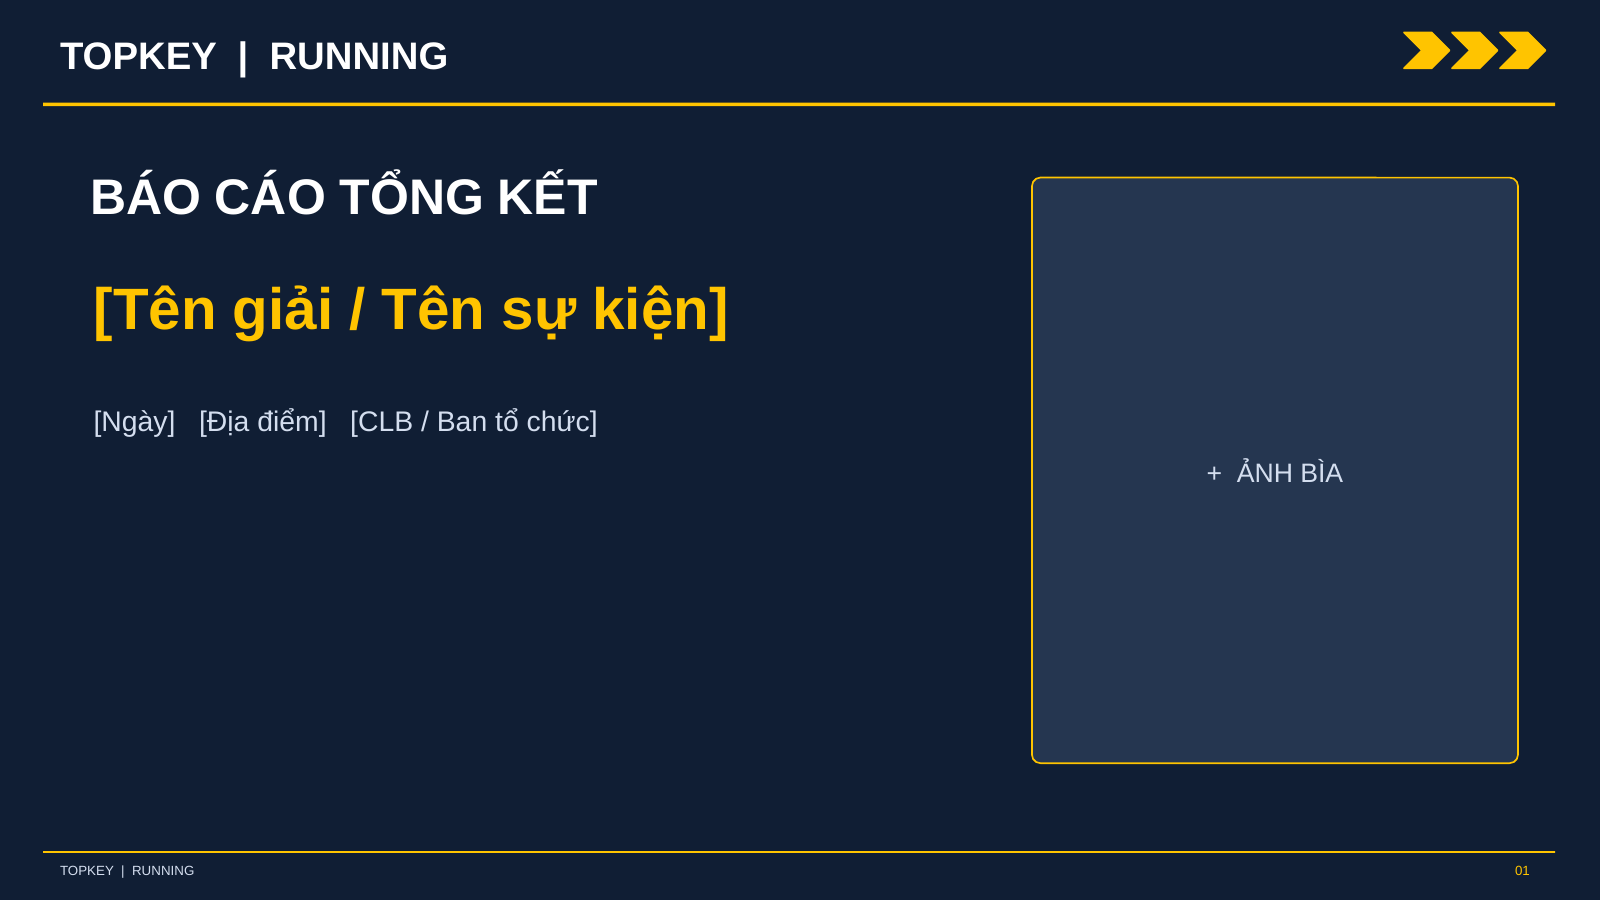 TOPKEY | RUNNING
BÁO CÁO TỔNG KẾT
[Tên giải / Tên sự kiện]
[Ngày] [Địa điểm] [CLB / Ban tổ chức]
+ ẢNH BÌA
TOPKEY | RUNNING
01